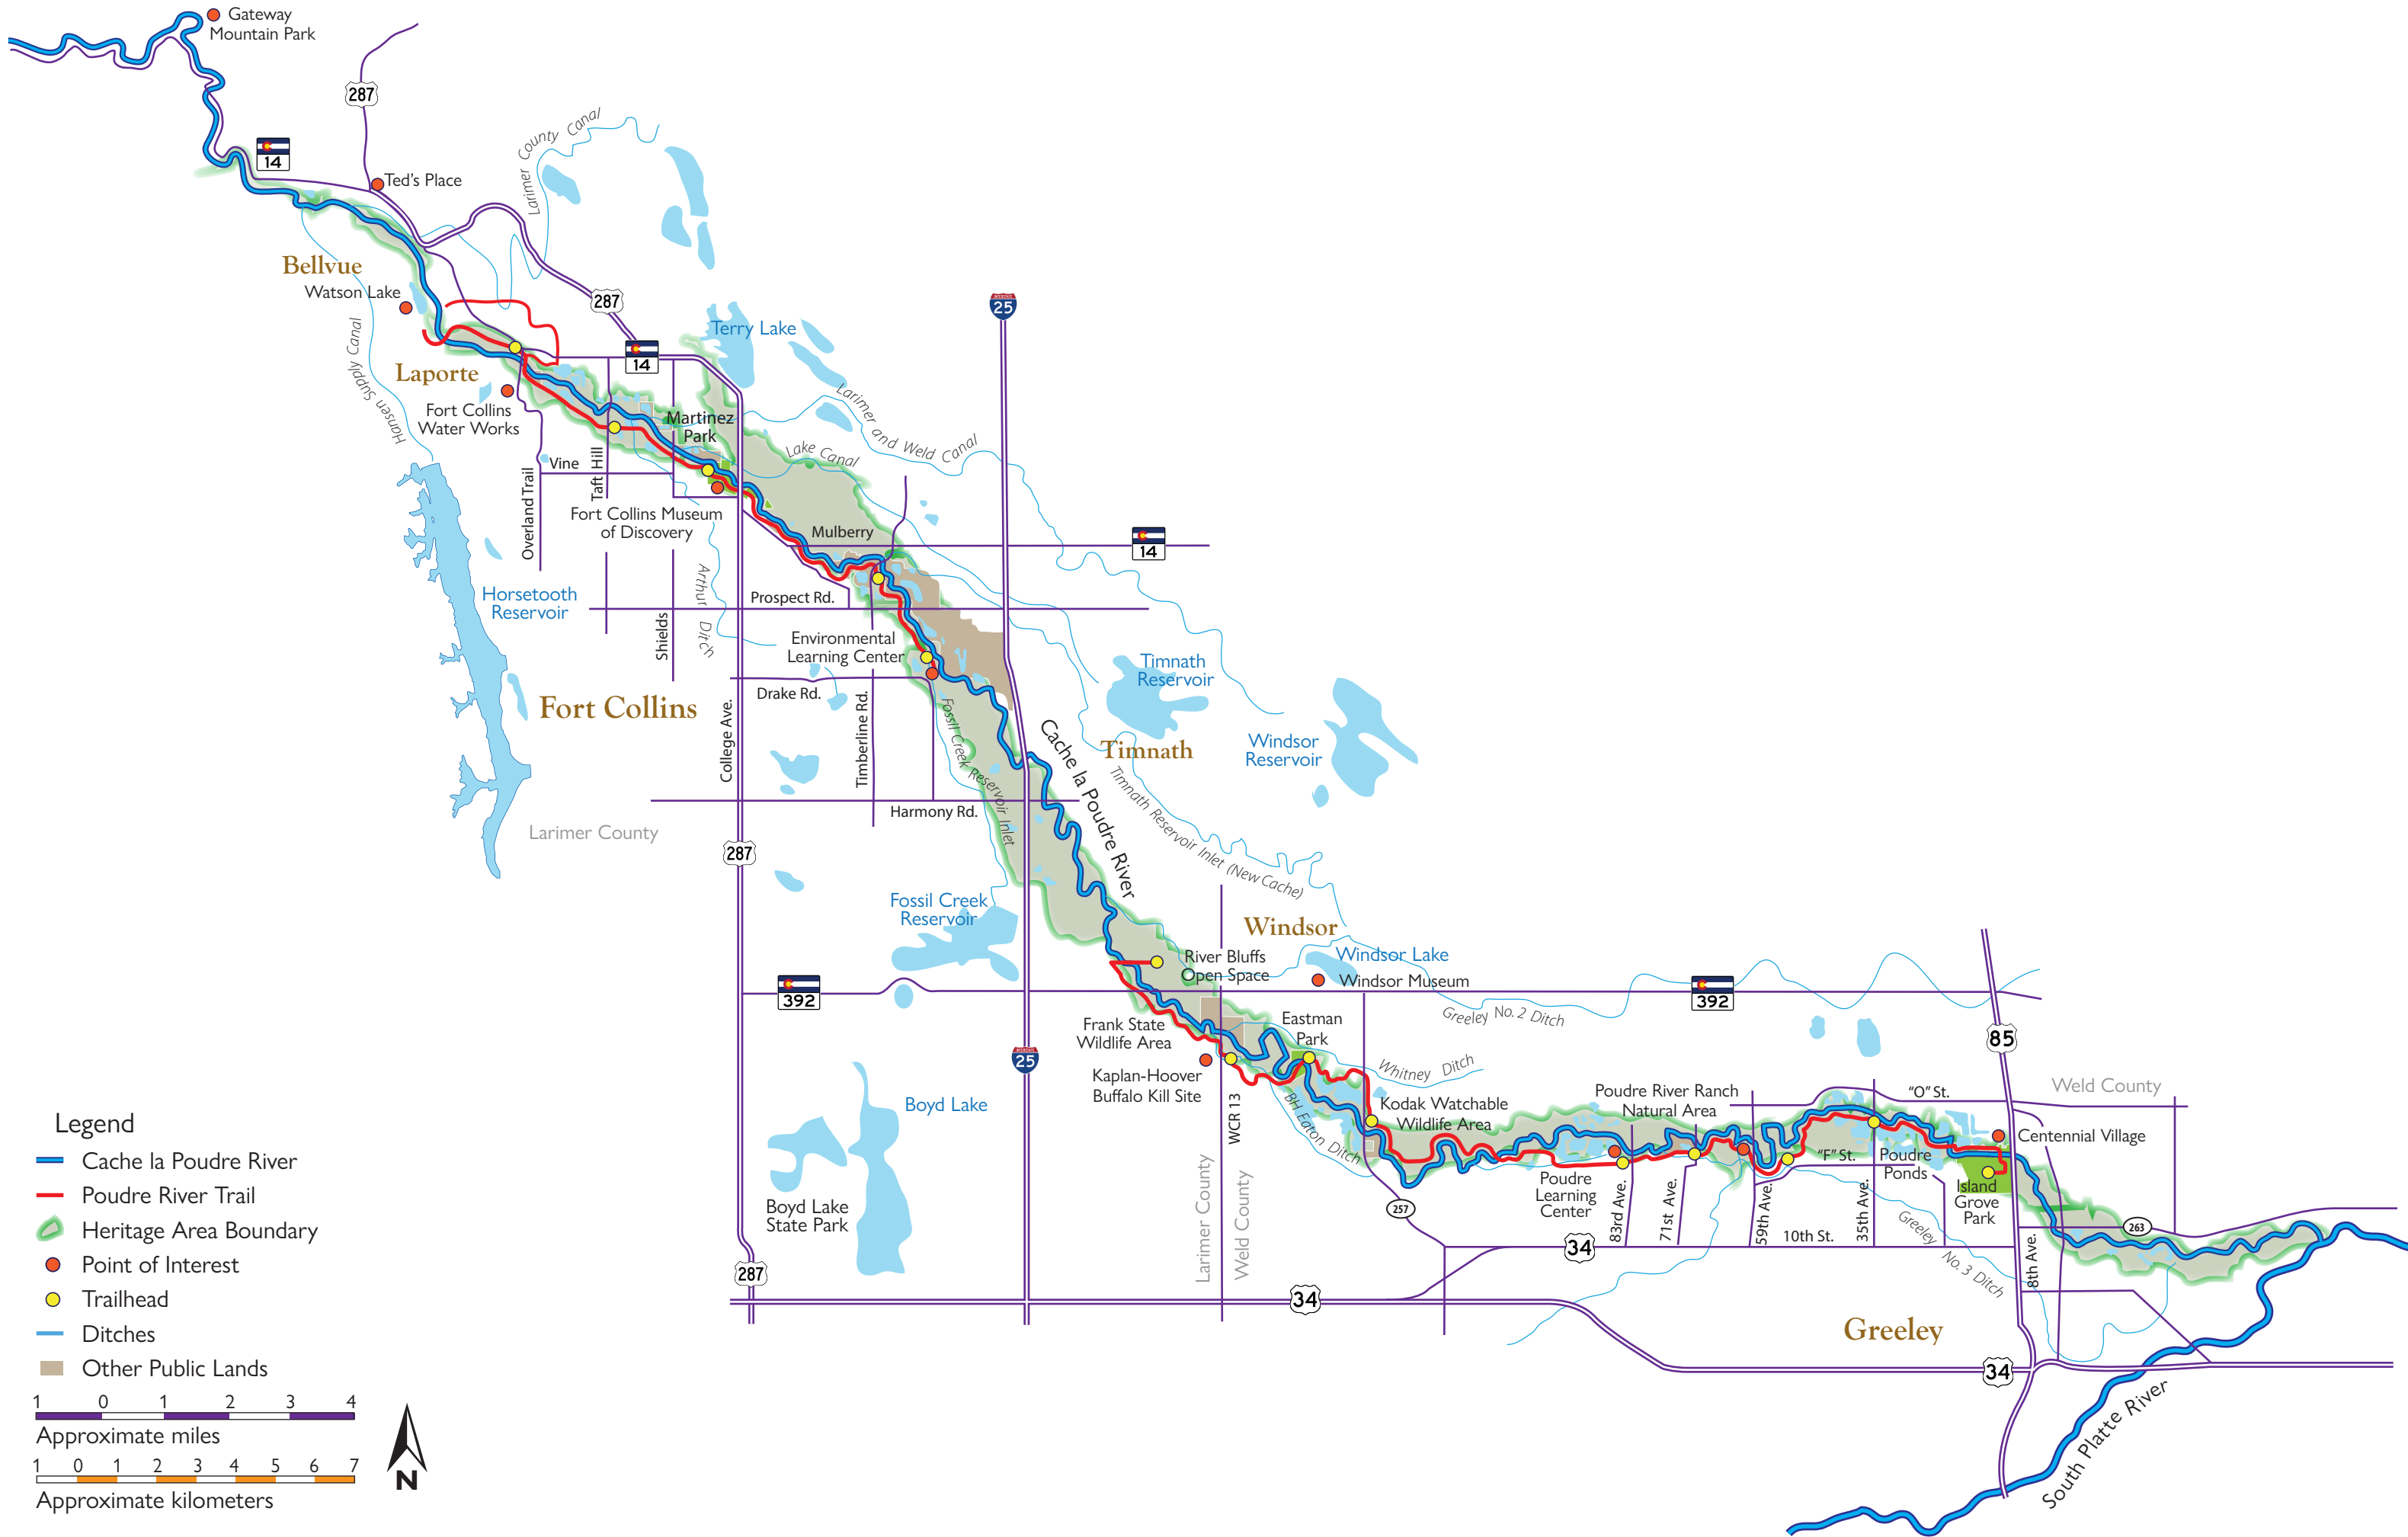 Gateway
Mountain Park
287
14
Ted's Place
Larimer County Canal
Bellvue
Watson Lake
287
25
Hansen Supply Canal
Terry Lake
14
Laporte
Fort Collins
Water Works
Martinez
Park
Larimer and Weld Canal
Lake Canal
Vine
Taft Hill
Overland Trail
Fort Collins Museum
of Discovery
Mulberry
14
Arthur Ditch
Horsetooth
Reservoir
Prospect Rd.
Shields
Environmental
Learning Center
Timnath
Reservoir
Drake Rd.
Fort Collins
College Ave.
Timberline Rd.
Fossil Creek Reservoir Inlet
Cache la Poudre River
Timnath
Windsor
Reservoir
Timnath Reservoir Inlet (New Cache)
Harmony Rd.
Larimer County
287
Fossil Creek
Reservoir
Windsor
River Bluffs
Open Space
Windsor Lake
Windsor Museum
392
392
Greeley No. 2 Ditch
Frank State
Wildlife Area
Eastman
Park
25
85
Kaplan-Hoover
Buffalo Kill Site
Whitney Ditch
Weld County
Boyd Lake
WCR 13
BH Eaton Ditch
Kodak Watchable
Wildlife Area
Poudre River Ranch
Natural Area
"O" St.
Centennial Village
"F" St.
Poudre
Ponds
Poudre
Learning
Center
Island
Grove
Park
Boyd Lake
State Park
Larimer County
Weld County
257
83rd Ave.
71st Ave.
59th Ave.
35th Ave.
10th St.
Greeley No. 3 Ditch
263
8th Ave.
34
287
34
Greeley
34
South Platte River
Legend
Cache la Poudre River
Poudre River Trail
Heritage Area Boundary
Point of Interest
Trailhead
Ditches
Other Public Lands
1 0 1 2 3 4
Approximate miles
1 0 1 2 3 4 5 6 7
Approximate kilometers
N